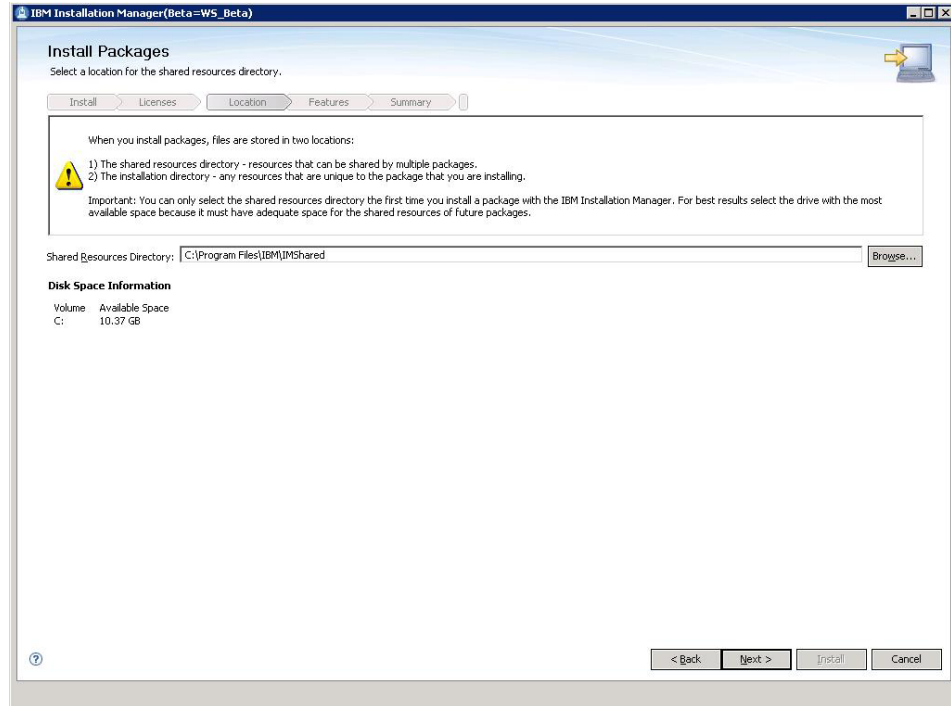 IBM Installation Manager(Beta=WS_Beta)
Install Packages
Select a location for the shared resources directory.
Install Licenses Location Features Summary
When you install packages, files are stored in two locations:
1) The shared resources directory - resources that can be shared by multiple packages.
2) The installation directory - any resources that are unique to the package that you are installing.
Important: You can only select the shared resources directory the first time you install a package with the IBM Installation Manager. For best results select the drive with the most
available space because it must have adequate space for the shared resources of future packages.
Shared Resources Directory: C:\Program Files\IBM\IMShared Browse...
Disk Space Information
Volume Available Space
C: 10.37 GB
? < Back Next > Install Cancel